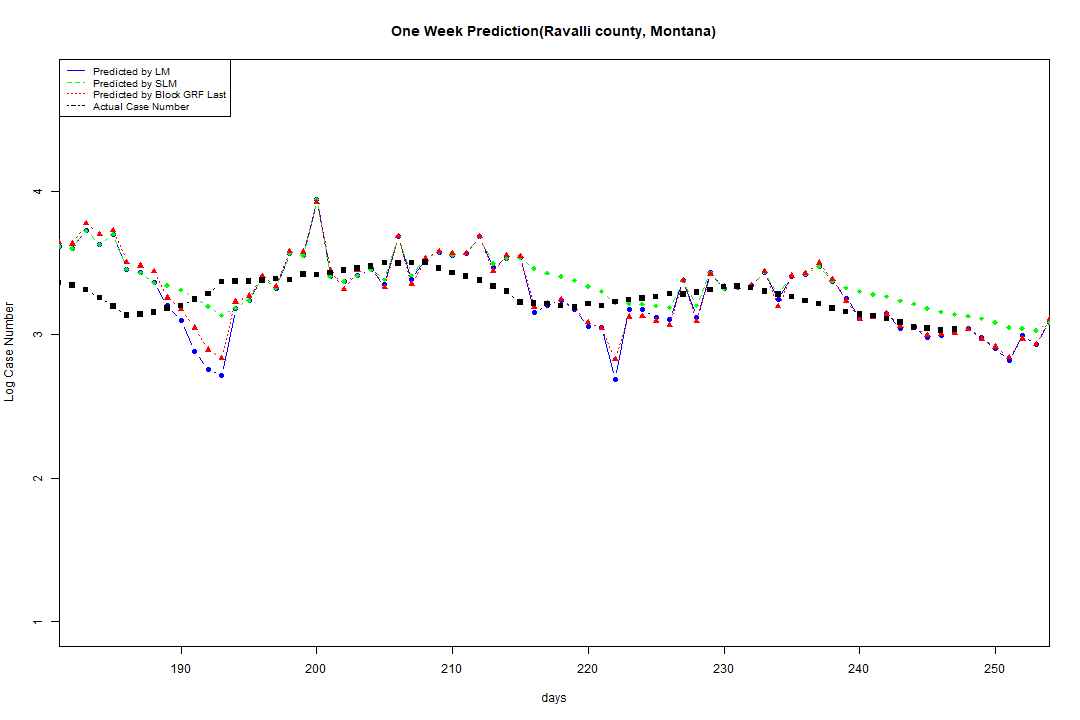 One Week Prediction(Ravalli county, Montana)
Predicted by LM
Predicted by SLM
Predicted by Block GRF Last
Actual Case Number
Log Case Number
4
3
2
1
190 200 210 220 230 240 250
days